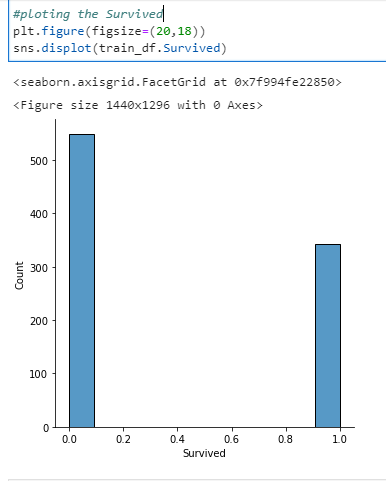 #ploting the Survived
plt.figure(figsize=(20,18))
sns.displot(train_df.Survived)
<seaborn.axisgrid.FacetGrid at 0x7f994fe22850>
<Figure size 1440x1296 with 0 Axes>
500
400
300
200
100
0
Count
0.0 0.2 0.4 0.6 0.8 1.0
Survived